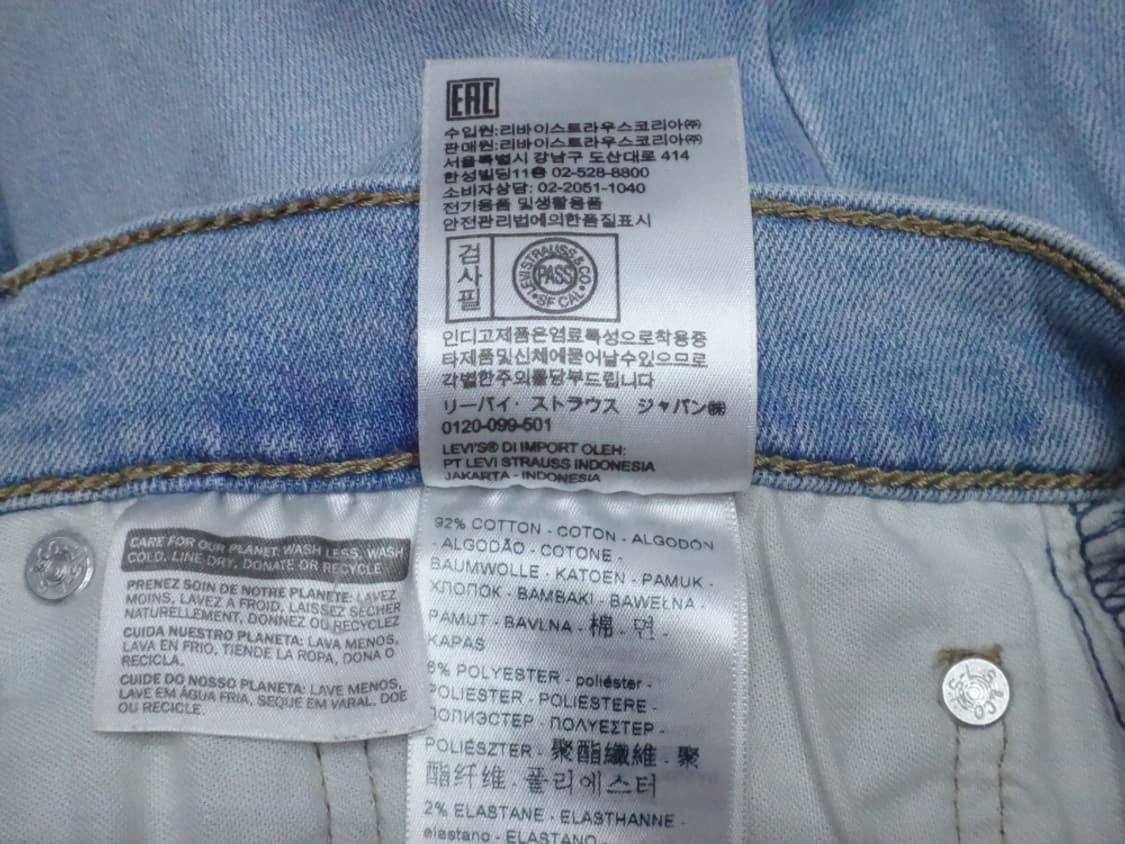 EAC
수입원:리바이스트라우스코리아㈜
판매원:리바이스트라우스코리아㈜
서울특별시 강남구 도산대로 414
한성빌딩11층 02-528-8800
소비자상담: 02-2051-1040
전기용품 및생활용품
안전관리법에의한품질표시
검사필
LEVI STRAUSS & CO
PASS
SF CAL
인디고제품은염료특성으로착용중
타제품및신체에묻어날수있으므로
각별한주의를당부드립니다
リーバイ・ストラウス ジャパン㈱
0120-099-501
LEVI'S® DI IMPORT OLEH:
PT LEVI STRAUSS INDONESIA
JAKARTA - INDONESIA
CARE FOR OUR PLANET: WASH LESS, WASH
COLD, LINE DRY, DONATE OR RECYCLE
PRENEZ SOIN DE NOTRE PLANÈTE: LAVEZ
MOINS, LAVEZ A FROID, LAISSEZ SÉCHER
NATURELLEMENT, DONNEZ OU RECYCLEZ
CUIDA NUESTRO PLANETA: LAVA MENOS,
LAVA EN FRIO, TIENDE LA ROPA, DONA O
RECICLA.
CUIDE DO NOSSO PLANETA: LAVE MENOS,
LAVE EM ÁGUA FRIA, SEQUE EM VARAL, DOE
OU RECICLE.
92% COTTON - COTON - ALGODÓN
- ALGODÃO - COTONE -
BAUMWOLLE - KATOEN - PAMUK -
ХЛОПОК - BAMBAKI - BAWEŁNA -
PAMUT - BAVLNA - 棉 - 면 -
KAPAS
6% POLYESTER - poliéster -
POLIESTER - POLIESTERE -
ПОЛИЭСТЕР - ΠΟΛΥΕΣΤΕΡ -
POLIÉSZTER - 聚酯纖維 - 聚
酯纤维 - 폴리에스터
2% ELASTANE - ELASTHANNE -
elastano - ELASTANO